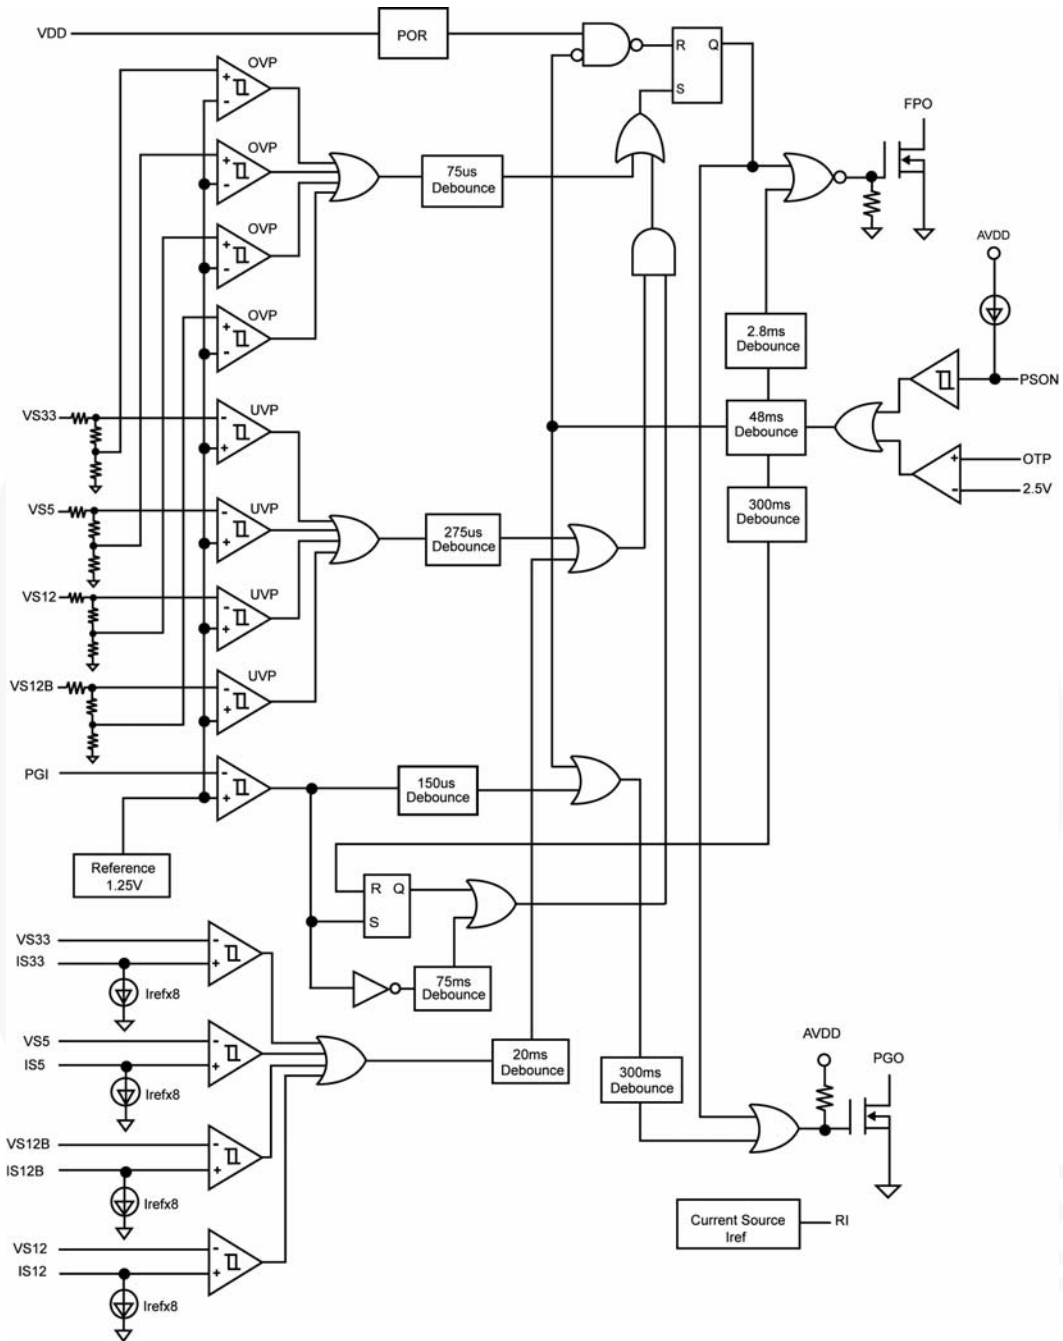 VDD
POR
R Q
S
OVP
+
-
OVP
+
-
OVP
+
-
OVP
+
-
75us
Debounce
FPO
AVDD
2.8ms
Debounce
PSON
48ms
Debounce
+ OTP
- 2.5V
300ms
Debounce
VS33
UVP
-
+
VS5
UVP
-
+
275us
Debounce
VS12
UVP
-
+
VS12B
UVP
-
+
PGI
-
+
150us
Debounce
Reference
1.25V
R Q
S
75ms
Debounce
VS33 -
IS33 +
Irefx8
VS5 -
IS5 +
Irefx8
20ms
Debounce
300ms
Debounce
AVDD
PGO
VS12B -
IS12B +
Irefx8
Current Source
Iref
RI
VS12 -
IS12 +
Irefx8